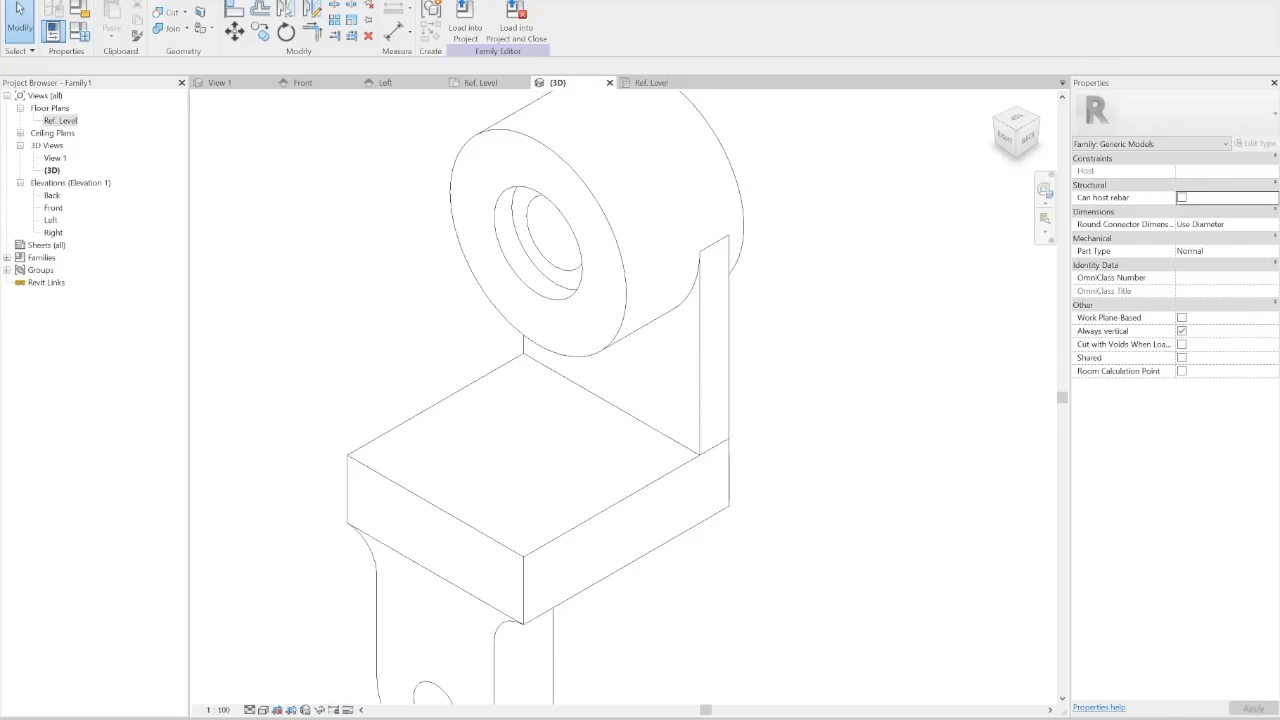 Cut
Modify
Paste
Join
Load into Project
Load into Project and Close
Select
Properties
Clipboard
Geometry
Modify
Measure
Create
Family Editor
Project Browser - Family1
View 1
Front
Left
Ref. Level
(3D)
Ref. Level
Properties
Views (all)
Floor Plans
Ref. Level
Ceiling Plans
3D Views
View 1
(3D)
Elevations (Elevation 1)
Back
Front
Left
Right
Sheets (all)
Families
Groups
Revit Links
R
Family: Generic Models
Edit Type
Constraints
Host
Structural
Can host rebar
Dimensions
Round Connector Dimens... Use Diameter
Mechanical
Part Type Normal
Identity Data
OmniClass Number
OmniClass Title
Other
Work Plane-Based
Always vertical
Cut with Voids When Loa...
Shared
Room Calculation Point
1 : 100
Properties help
Apply